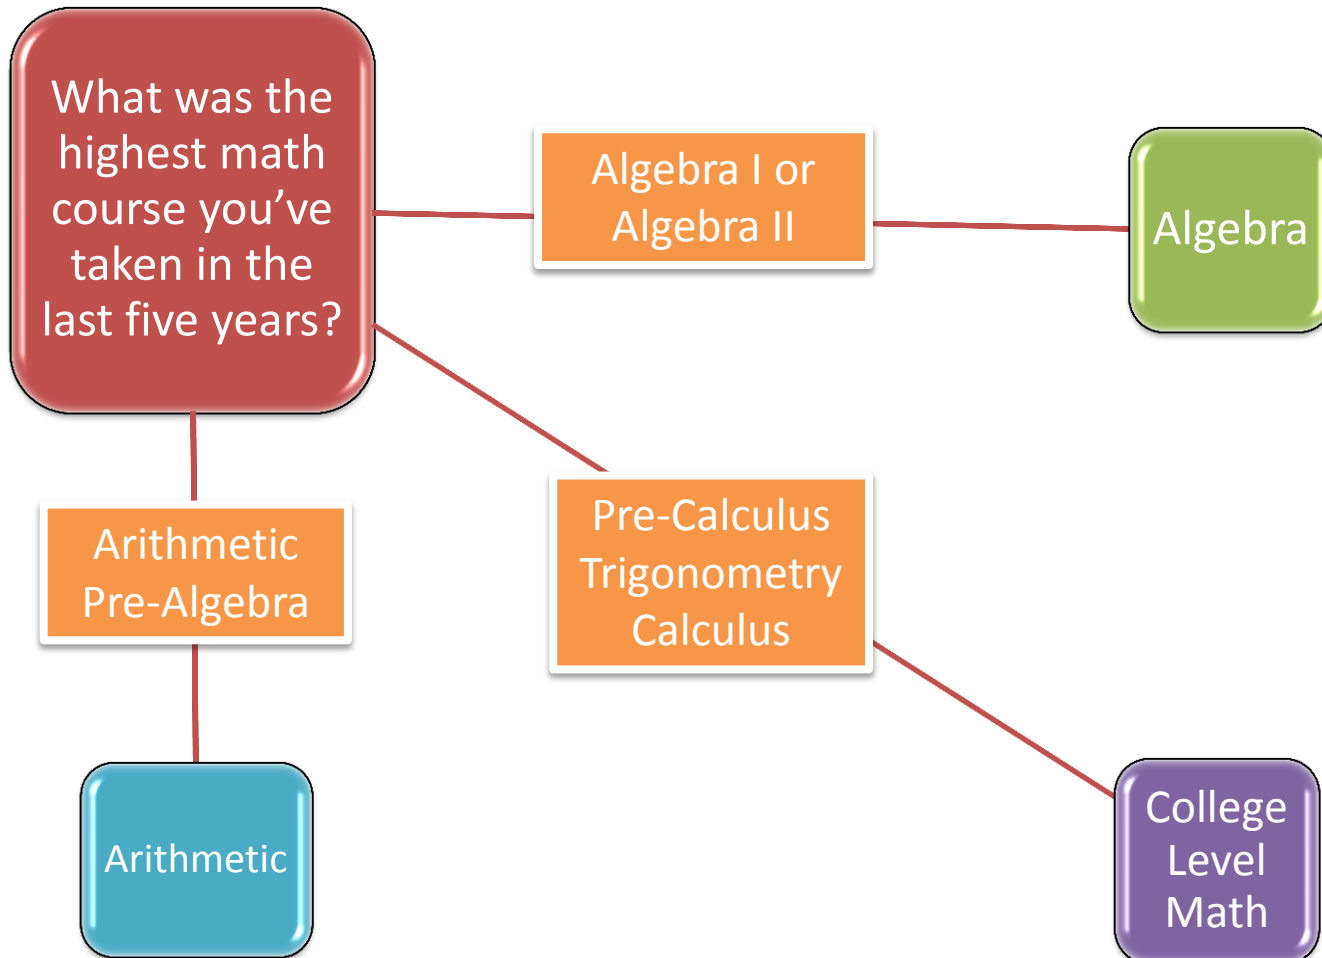 What was the
highest math
course you’ve
taken in the
last five years?
Algebra I or
Algebra II
Algebra
Arithmetic
Pre-Algebra
Pre-Calculus
Trigonometry
Calculus
Arithmetic
College
Level
Math